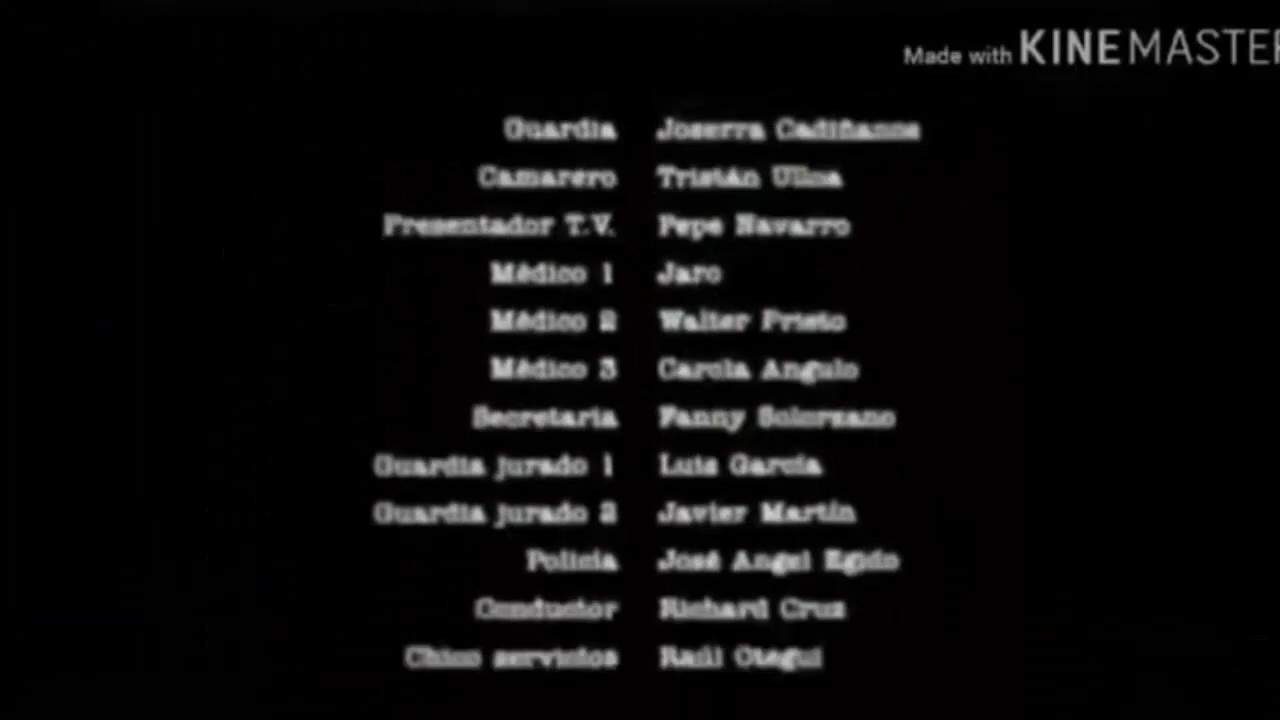 Made with KINEMASTER
Guardia Joserra Cadiñanos
Camarero Tristán Ulloa
Presentador T.V. Pepe Navarro
Médico 1 Jaro
Médico 2 Walter Prieto
Médico 3 García Angulo
Secretaria Fanny Solorzano
Guardia jurado 1 Luis García
Guardia jurado 2 Javier Martín
Policía José Angel Egido
Conductor Richard Cruz
Chico servicios Raúl Otegui